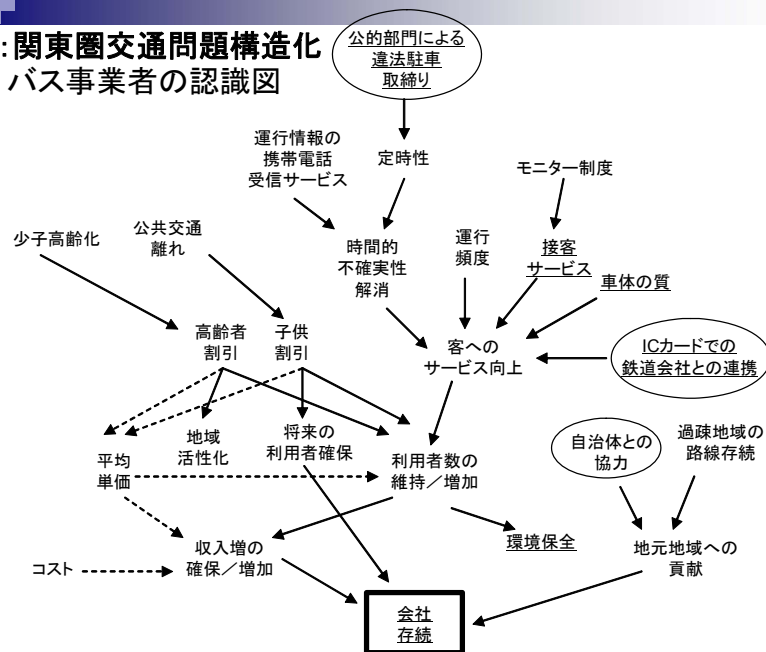 :関東圏交通問題構造化
バス事業者の認識図
公的部門による
違法駐車
取締り
運行情報の
携帯電話
受信サービス
定時性
モニター制度
少子高齢化
公共交通
離れ
時間的
不確実性
解消
運行
頻度
接客
サービス
車体の質
高齢者
割引
子供
割引
客への
サービス向上
ICカードでの
鉄道会社との連携
平均
単価
地域
活性化
将来の
利用者確保
利用者数の
維持/増加
自治体との
協力
過疎地域の
路線存続
コスト
収入増の
確保/増加
環境保全
地元地域への
貢献
会社
存続